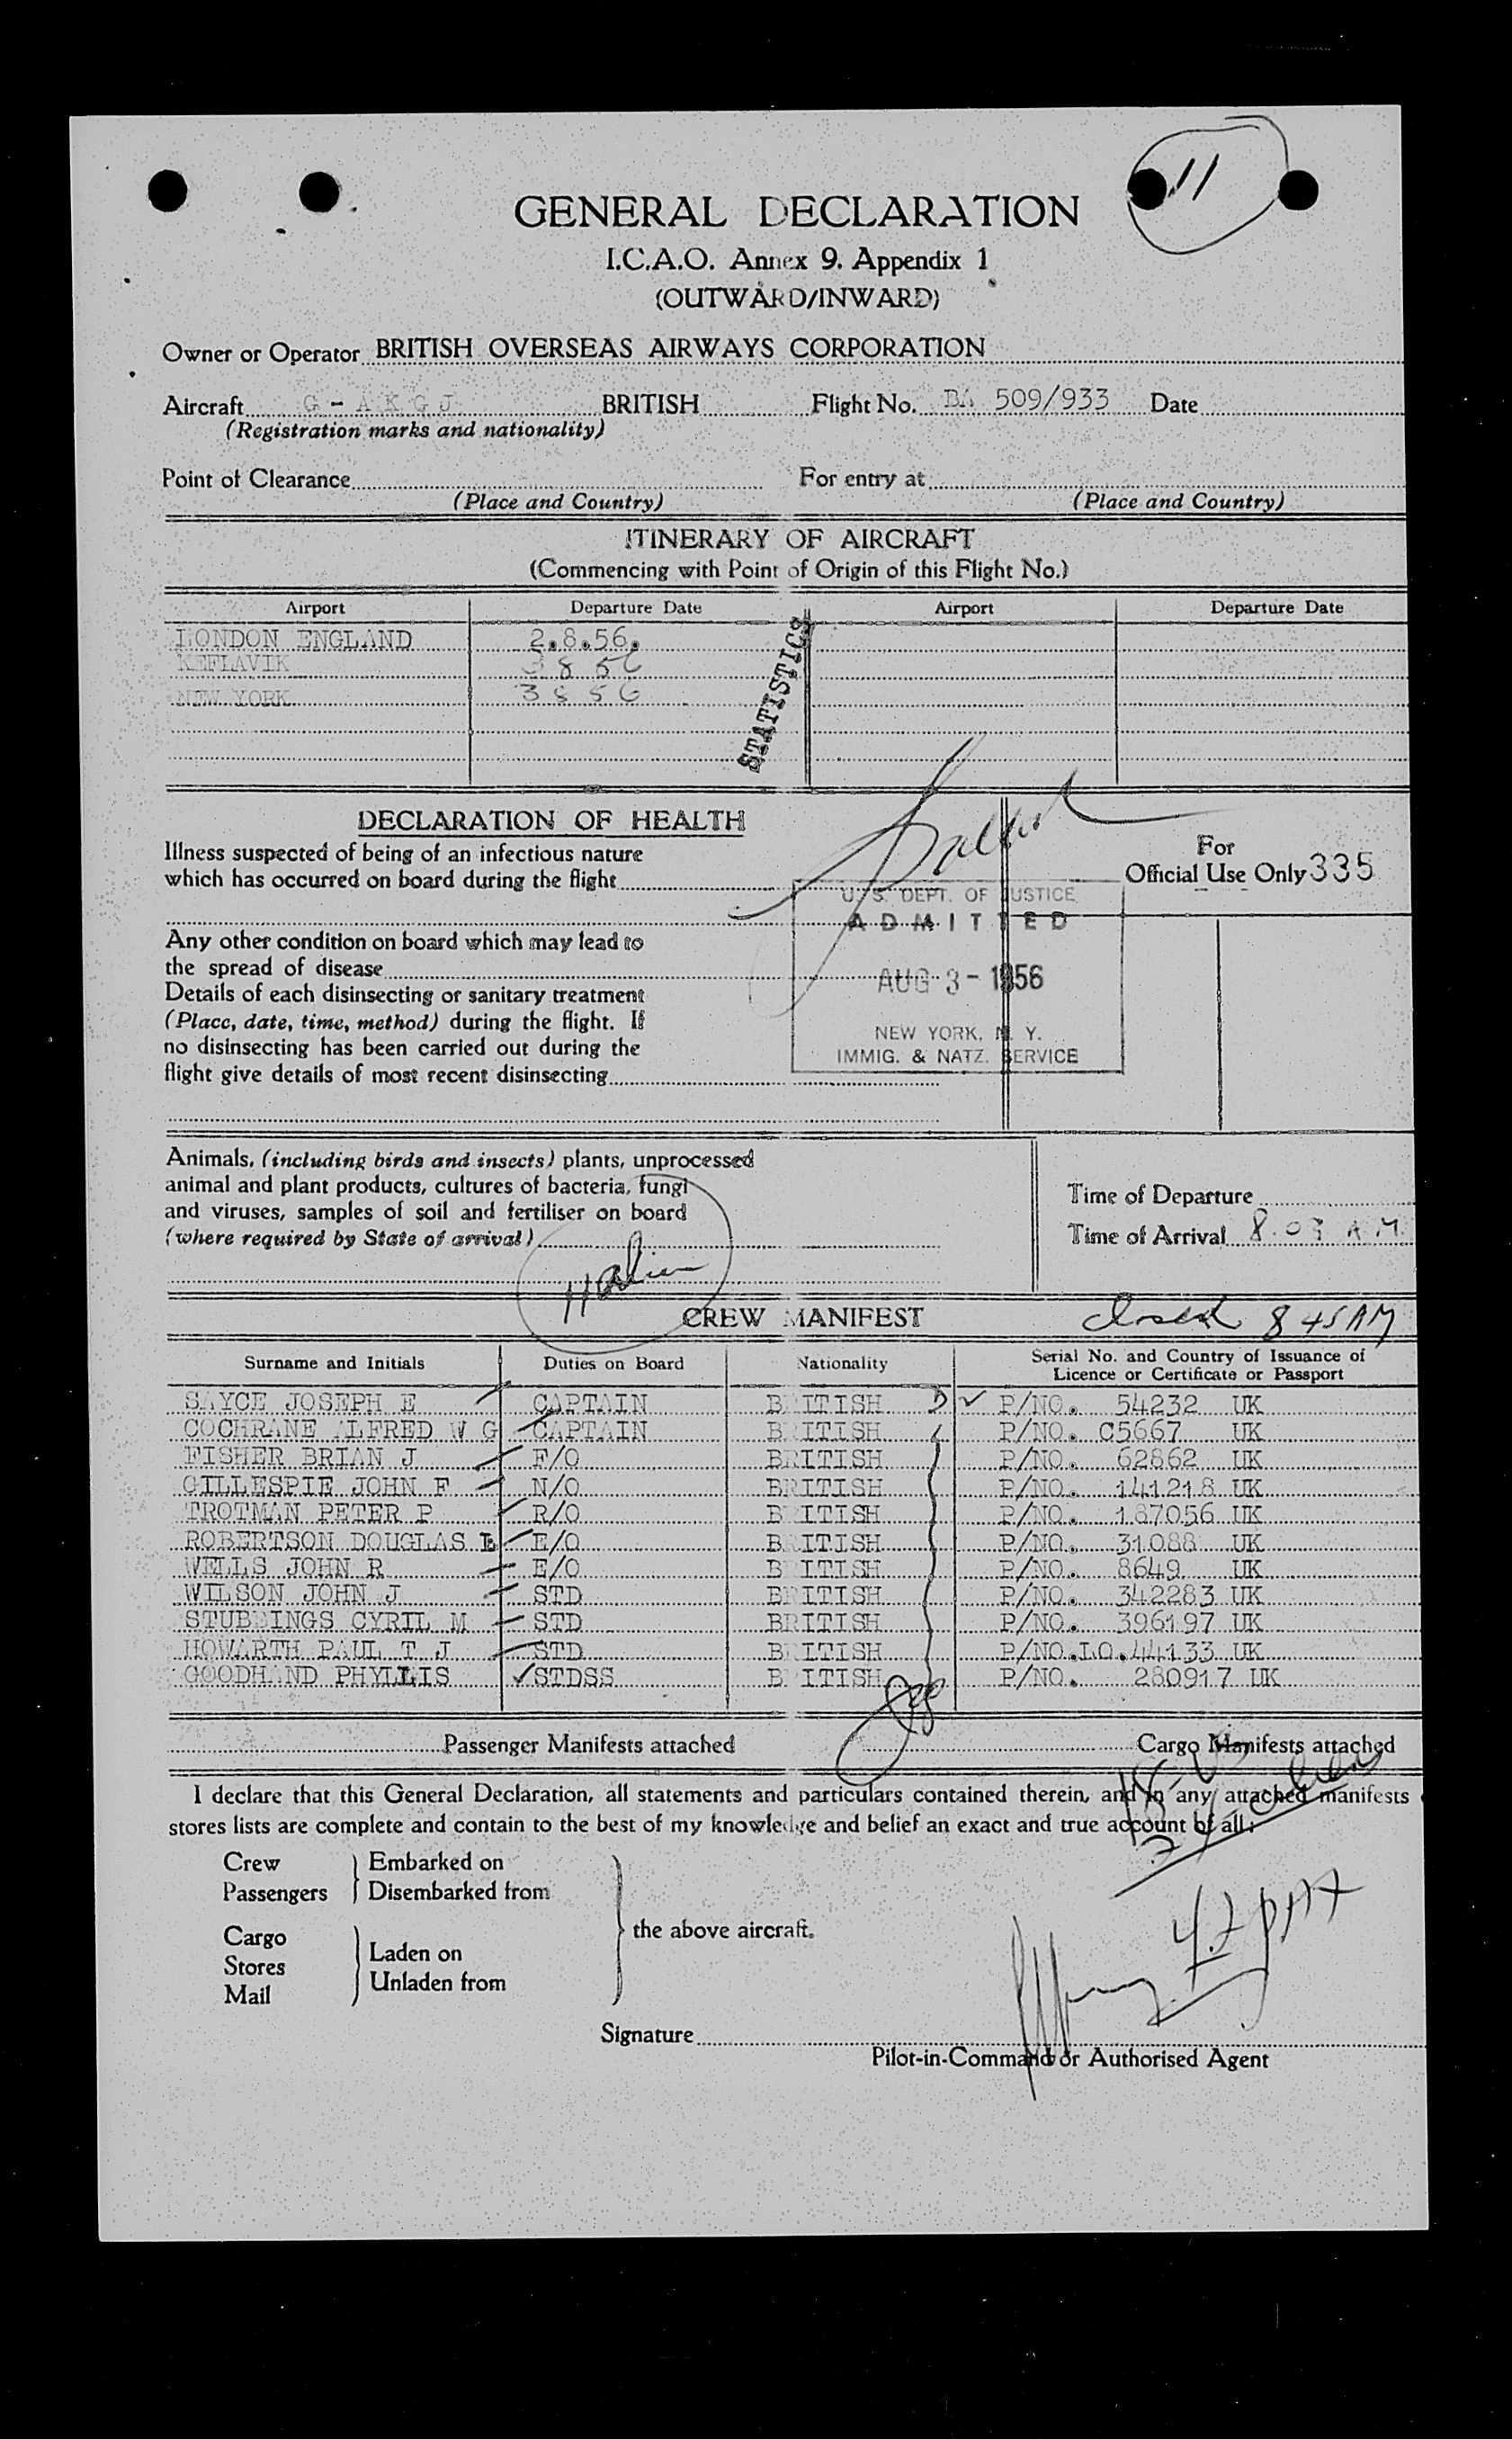 11
GENERAL DECLARATION
I.C.A.O. Annex 9. Appendix 1
(OUTWARD/INWARD)
Owner or Operator BRITISH OVERSEAS AIRWAYS CORPORATION
Aircraft G - A K G J BRITISH Flight No. BA 509/933 Date
(Registration marks and nationality)
Point of Clearance For entry at
(Place and Country) (Place and Country)
ITINERARY OF AIRCRAFT
(Commencing with Point of Origin of this Flight No.)
Airport Departure Date Airport Departure Date
LONDON ENGLAND 2.8.56.
KEFLAVIK 3 8 56
NEW YORK 3 8 5 6
STATISTICS
DECLARATION OF HEALTH
Illness suspected of being of an infectious nature
which has occurred on board during the flight
For
Official Use Only 335
U. S. DEPT. OF JUSTICE
ADMITTED
AUG 3 - 1956
NEW YORK, N. Y.
IMMIG. & NATZ. SERVICE
Any other condition on board which may lead to
the spread of disease
Details of each disinsecting or sanitary treatment
(Place, date, time, method) during the flight. If
no disinsecting has been carried out during the
flight give details of most recent disinsecting
Animals, (including birds and insects) plants, unprocessed
animal and plant products, cultures of bacteria, fungi
and viruses, samples of soil and fertiliser on board
(where required by State of arrival)
Time of Departure
Time of Arrival 8.03 A.M.
CREW MANIFEST
closed 8 45 AM
Surname and Initials Duties on Board Nationality Serial No. and Country of Issuance of
Licence or Certificate or Passport
SAYCE JOSEPH E CAPTAIN BRITISH D ✓ P/NO. 54232 UK
COCHRANE ALFRED W G CAPTAIN BRITISH P/NO. C5667 UK
FISHER BRIAN J F/O BRITISH P/NO. 62862 UK
GILLESPIE JOHN F N/O BRITISH P/NO. 141218 UK
TROTMAN PETER P R/O BRITISH P/NO. 187056 UK
ROBERTSON DOUGLAS E/O BRITISH P/NO. 31088 UK
WELLS JOHN R E/O BRITISH P/NO. 8649 UK
WILSON JOHN J STD BRITISH P/NO. 342283 UK
STUBBINGS CYRIL M STD BRITISH P/NO. 396197 UK
HOWARTH PAUL T J STD BRITISH P/NO.LO.44133 UK
GOODHAND PHYLLIS ✓ STDSS BRITISH P/NO. 280917 UK
Passenger Manifests attached Cargo Manifests attached
I declare that this General Declaration, all statements and particulars contained therein, and in any attached manifests
stores lists are complete and contain to the best of my knowledge and belief an exact and true account of all:
Crew Embarked on
Passengers Disembarked from
Cargo
Stores Laden on
Mail Unladen from
the above aircraft.
Signature
Pilot-in-Command or Authorised Agent